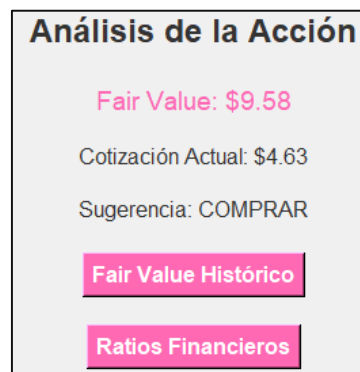 Análisis de la Acción
Fair Value: $9.58
Cotización Actual: $4.63
Sugerencia: COMPRAR
Fair Value Histórico
Ratios Financieros